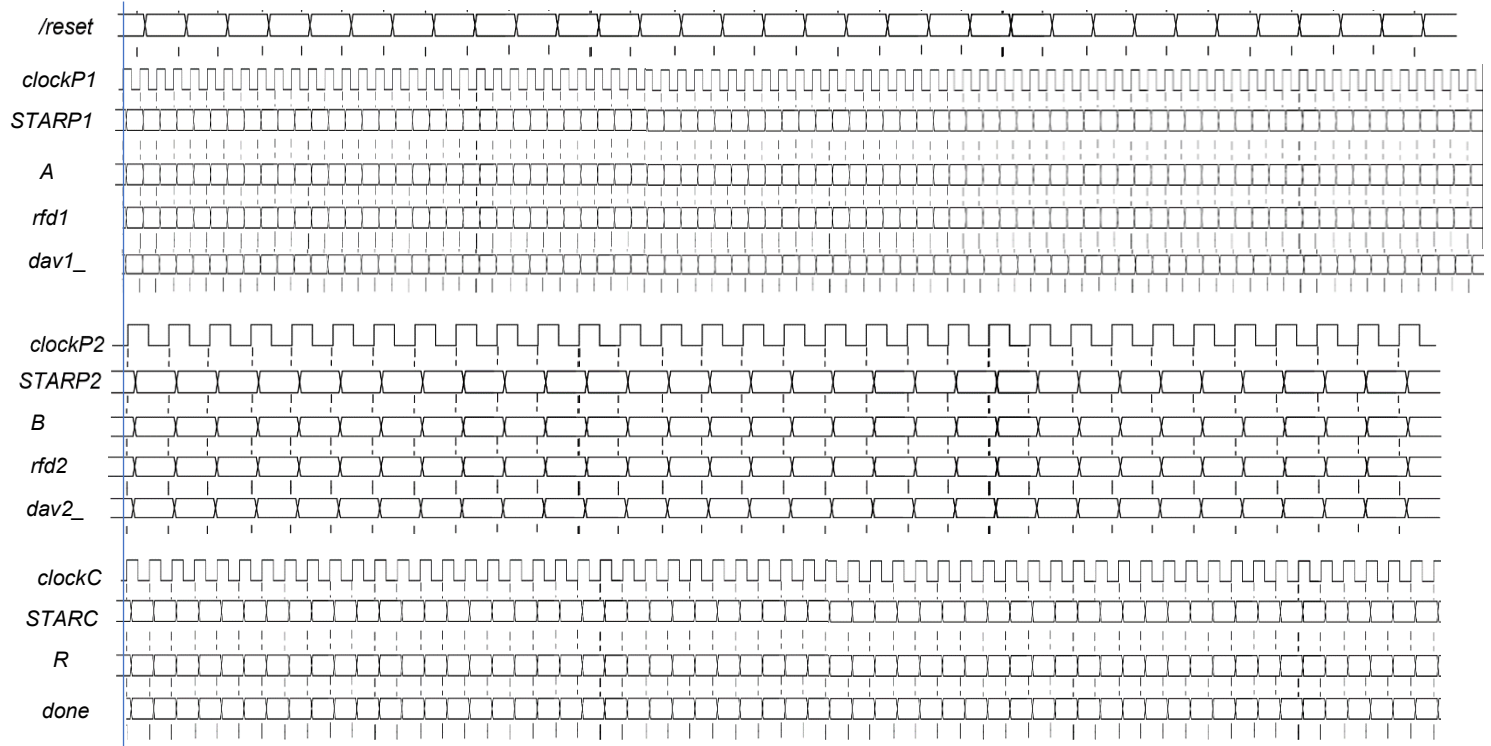 /reset
clockP1
STARP1
A
rfd1
dav1_
clockP2
STARP2
B
rfd2
dav2_
clockC
STARC
R
done